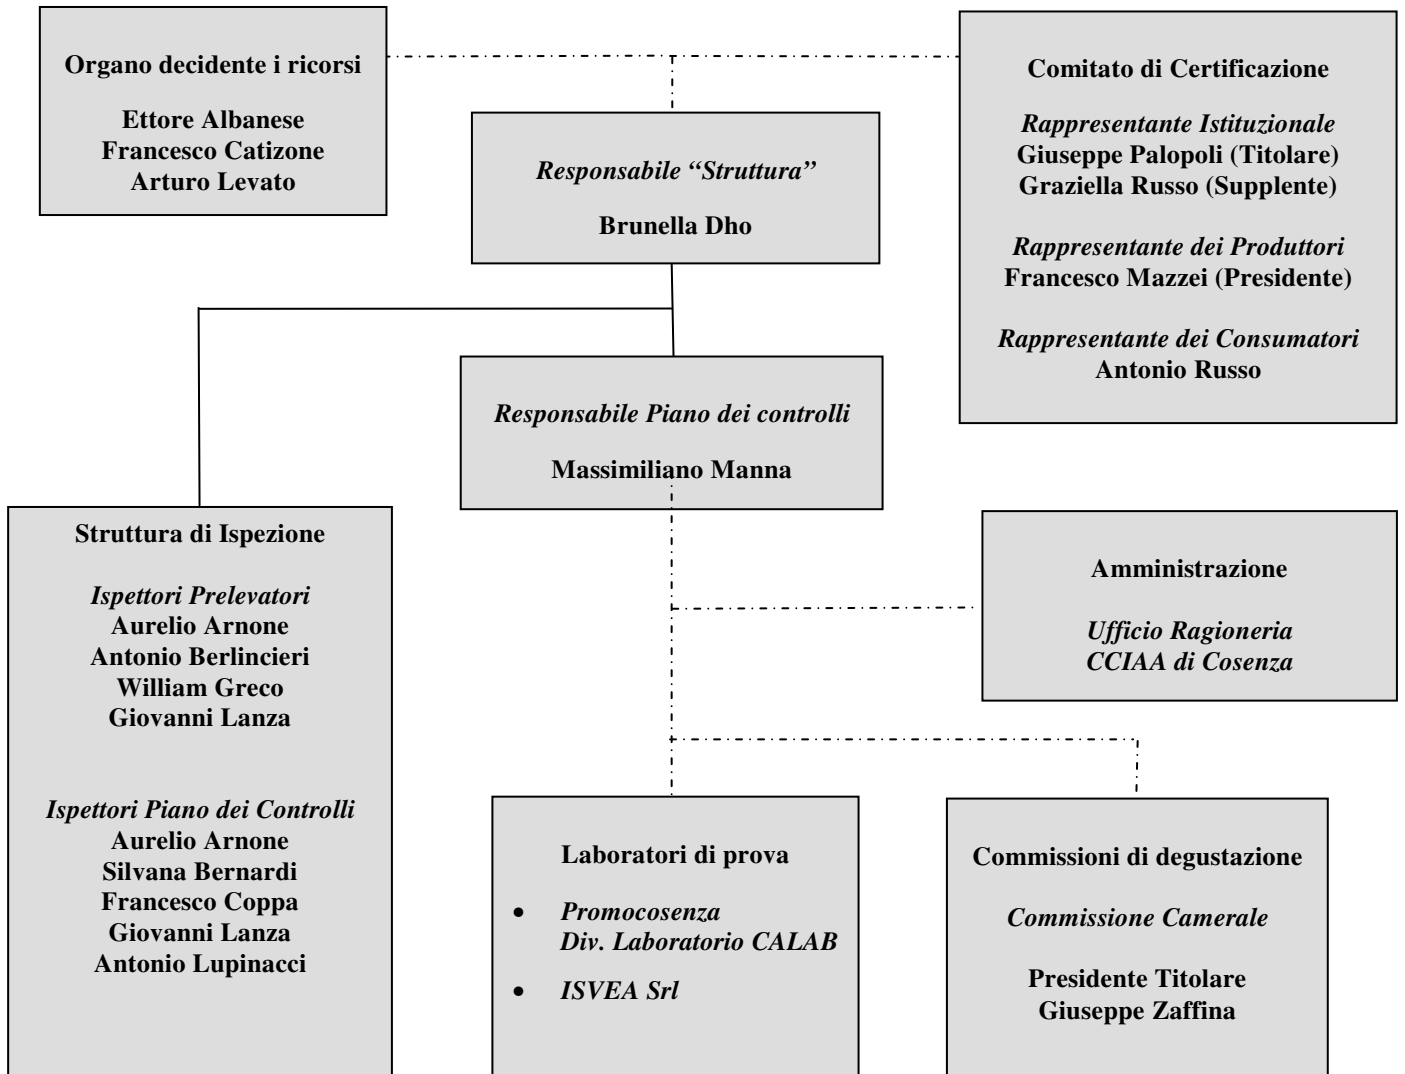 Organo decidente i ricorsi
Ettore Albanese
Francesco Catizone
Arturo Levato
Responsabile “Struttura”
Brunella Dho
Comitato di Certificazione
Rappresentante Istituzionale
Giuseppe Palopoli (Titolare)
Graziella Russo (Supplente)
Rappresentante dei Produttori
Francesco Mazzei (Presidente)
Rappresentante dei Consumatori
Antonio Russo
Responsabile Piano dei controlli
Massimiliano Manna
Struttura di Ispezione
Ispettori Prelevatori
Aurelio Arnone
Antonio Berlincieri
William Greco
Giovanni Lanza
Ispettori Piano dei Controlli
Aurelio Arnone
Silvana Bernardi
Francesco Coppa
Giovanni Lanza
Antonio Lupinacci
Amministrazione
Ufficio Ragioneria
CCIAA di Cosenza
Laboratori di prova
• Promocosenza
Div. Laboratorio CALAB
• ISVEA Srl
Commissioni di degustazione
Commissione Camerale
Presidente Titolare
Giuseppe Zaffina